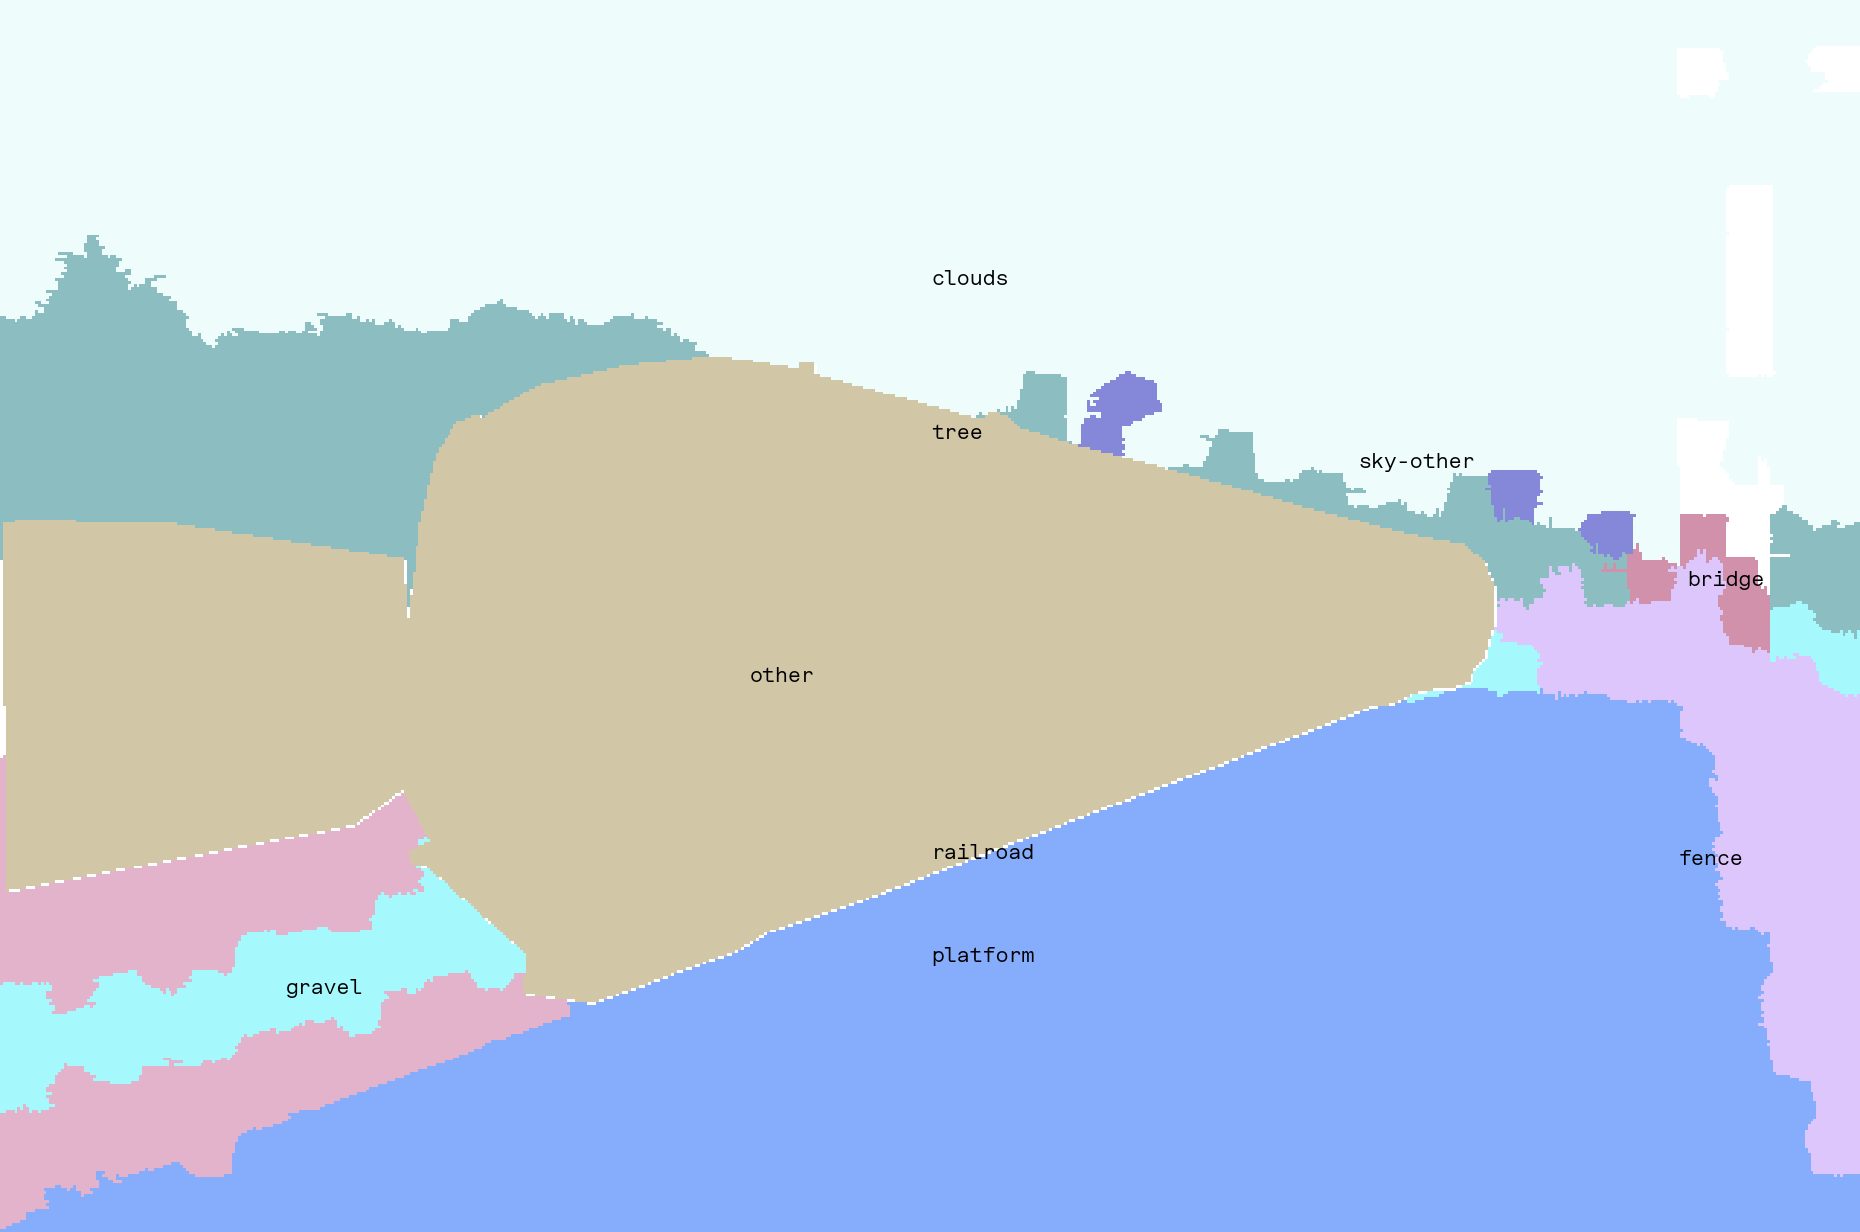 clouds
tree
sky-other
bridge
other
railroad
fence
platform
gravel